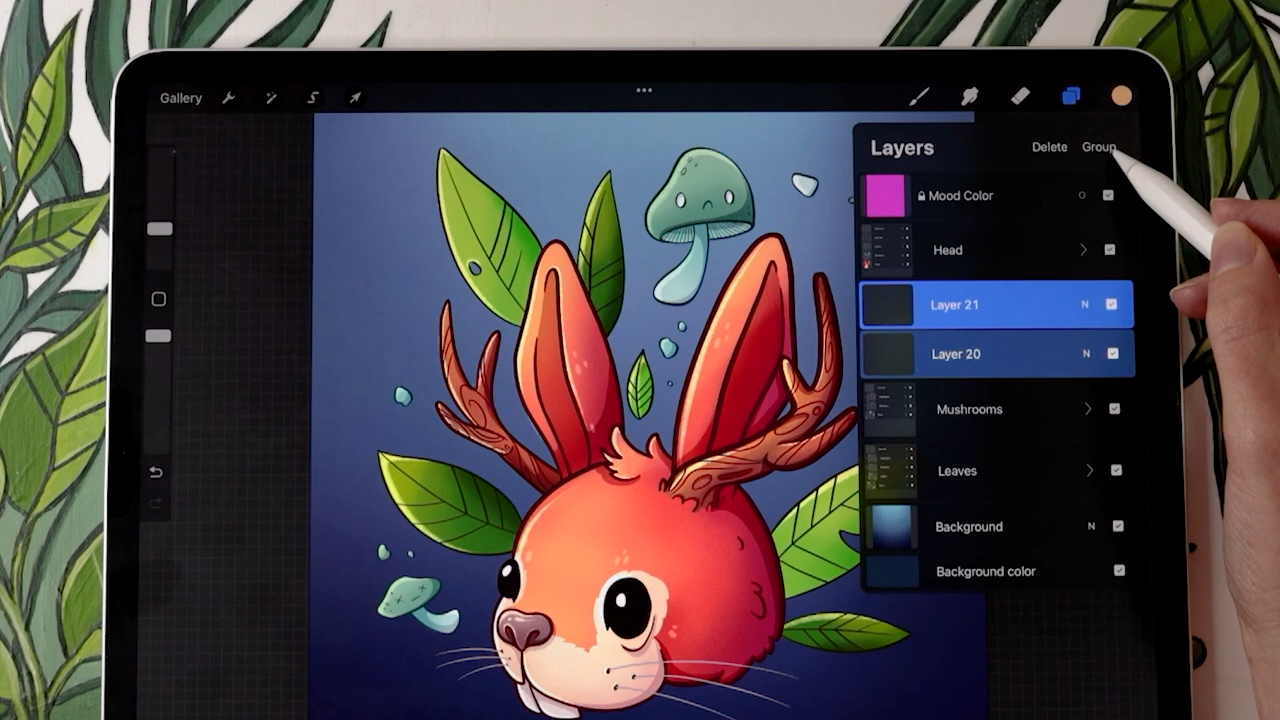 Gallery
Layers Delete Group
Mood Color O
Head
Layer 21 N
Layer 20 N
Mushrooms
Leaves
Background N
Background color